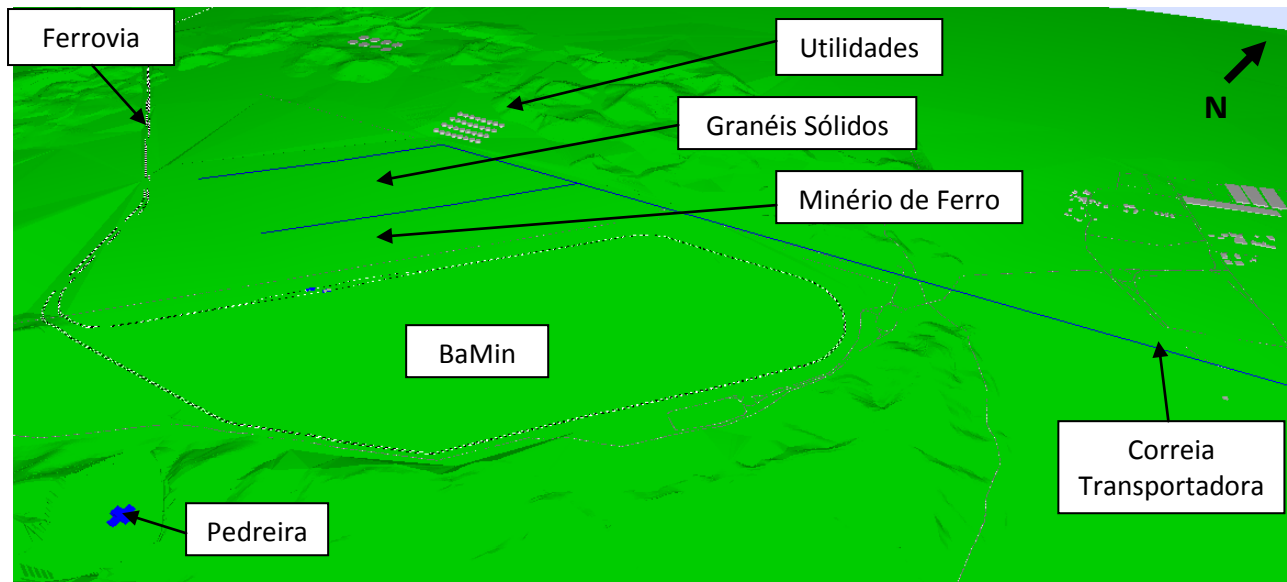 Ferrovia
Utilidades
N
Granéis Sólidos
Minério de Ferro
BaMin
Correia
Transportadora
Pedreira